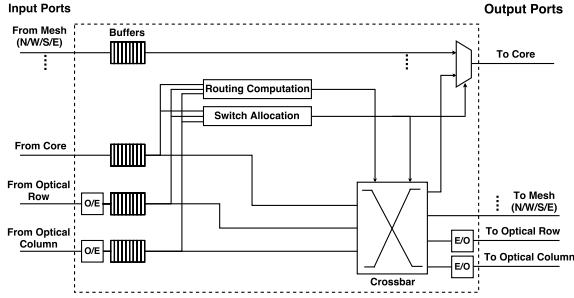 Input Ports
Output Ports
From Mesh
(N/W/S/E)
Buffers
To Core
Routing Computation
Switch Allocation
From Core
From Optical
Row
O/E
To Mesh
(N/W/S/E)
From Optical
Column
O/E
E/O
To Optical Row
E/O
To Optical Column
Crossbar